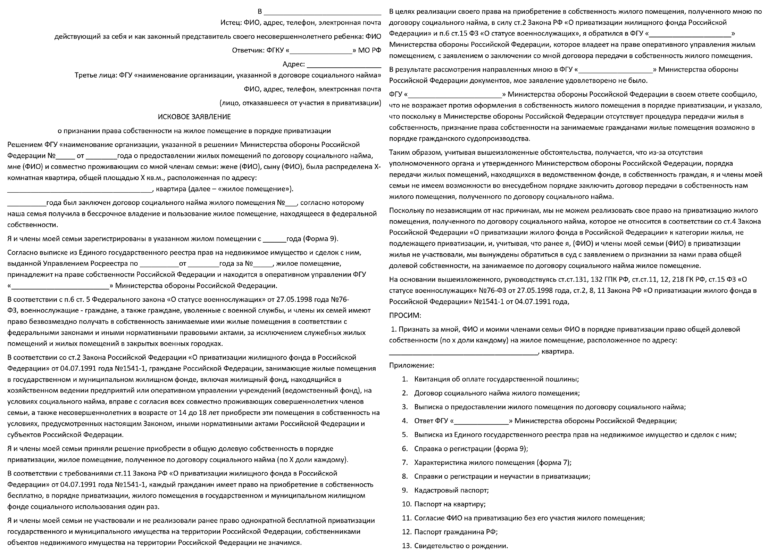 В ___________________________
Истец: ФИО, адрес, телефон, электронная почта
действующий за себя и как законный представитель своего несовершеннолетнего ребенка: ФИО
Ответчик: ФГКУ «__________________» МО РФ
Адрес: ____________________
Третье лица: ФГУ «наименование организации, указанной в договоре социального найма»
ФИО, адрес, телефон, электронная почта
(лицо, отказавшееся от участия в приватизации)
ИСКОВОЕ ЗАЯВЛЕНИЕ
о признании права собственности на жилое помещение в порядке приватизации
Решением ФГУ «наименование организации, указанной в решении» Министерства обороны Российской
Федерации №_____ от ________года о предоставлении жилых помещений по договору социального найма,
мне (ФИО) и совместно проживающим со мной членам семьи: жене (ФИО), сыну (ФИО), была распределена Х-
комнатная квартира, общей площадью Х кв.м., расположенная по адресу:
________________________________________, квартира (далее – «жилое помещение»).
__________года был заключен договор социального найма жилого помещения №___, согласно которому
наша семья получила в бессрочное владение и пользование жилое помещение, находящееся в федеральной
собственности.
Я и члены моей семьи зарегистрированы в указанном жилом помещении с ______года (Форма 9).
Согласно выписке из Единого государственного реестра права на недвижимое имущество и сделок с ним,
выданной Управлением Росреестра по __________от ________года за №_____, жилое помещение,
принадлежит на праве собственности Российской Федерации и находится в оперативном управлении ФГУ
«__________________________» Министерства обороны Российской Федерации.
В соответствии с п.6 ст. 5 Федерального закона «О статусе военнослужащих» от 27.05.1998 года №76-
ФЗ, военнослужащие - граждане, а также граждане, уволенные с военной службы, и члены их семей имеют
право безвозмездно получать в собственность занимаемые ими жилые помещения в соответствии с
федеральными законами и иными нормативными правовыми актами, за исключением служебных жилых
помещений и жилых помещений в закрытых военных городках.
В соответствии со ст.2 Закона Российской Федерации «О приватизации жилищного фонда в Российской
Федерации» от 04.07.1991 года №1541-1, граждане Российской Федерации, занимающие жилые помещения
в государственном и муниципальном жилищном фонде, включая жилищный фонд, находящийся в
хозяйственном ведении предприятий или оперативном управлении учреждений (ведомственный фонд), на
условиях социального найма, вправе с согласия всех совместно проживающих совершеннолетних членов
семьи, а также несовершеннолетних в возрасте от 14 до 18 лет приобрести эти помещения в собственность на
условиях, предусмотренных настоящим Законом, иными нормативными актами Российской Федерации и
субъектов Российской Федерации.
Я и члены моей семьи приняли решение приобрести в общую долевую собственность в порядке
приватизации, жилое помещение, полученное по договору социального найма (по Х доли каждому).
В соответствии с требованиями ст.11 Закона РФ «О приватизации жилищного фонда в Российской
Федерации» от 04.07.1991 года №1541-1, каждый гражданин имеет право на приобретение в собственность
бесплатно, в порядке приватизации, жилого помещения в государственном и муниципальном жилищном
фонде социального использования один раз.
Я и члены моей семьи не участвовали и не реализовали ранее право однократной бесплатной приватизации
государственного и муниципального имущества на территории Российской Федерации, собственниками
объектов недвижимого имущества на территории Российской Федерации не значимся.
В целях реализации своего права на приобретение в собственность жилого помещения, полученного мною по
договору социального найма, в силу ст.2 Закона РФ «О приватизации жилищного фонда Российской
Федерации» и п.6 ст.15 ФЗ «О статусе военнослужащих», я обратился в ФГУ «______________________»
Министерства обороны Российской Федерации, которое владеет на праве оперативного управления жилым
помещением, с заявлением о заключении со мной договора передачи в собственность жилого помещения.
В результате рассмотрения направленных мною в ФГУ «____________________» Министерства обороны
Российской Федерации документов, мое заявление удовлетворено не было.
ФГУ «__________________________» Министерства обороны Российской Федерации в своем ответе сообщило,
что не возражает против оформления в собственность жилого помещения в порядке приватизации, и указало,
что поскольку в Министерстве обороны Российской Федерации отсутствует процедура передачи жилья в
собственность, признание права собственности на занимаемые гражданами жилые помещения возможно в
порядке гражданского судопроизводства.
Таким образом, учитывая вышеизложенные обстоятельства, получается, что из-за отсутствия
уполномоченного органа и утвержденного Министерством обороны Российской Федерации, порядка
передачи жилых помещений, находящихся в ведомственном фонде, в собственность граждан, я и члены моей
семьи не имеем возможности во внесудебном порядке заключить договор передачи в собственность нам
жилого помещения, полученного по договору социального найма.
Поскольку по независящим от нас причинам, мы не можем реализовать свое право на приватизацию жилого
помещения, полученного по договору социального найма, которое не относится в соответствии со ст.4 Закона
Российской Федерации «О приватизации жилого фонда в Российской Федерации» к категории жилья, не
подлежащего приватизации, и, учитывая, что ранее я, (ФИО) и члены моей семьи (ФИО) в приватизации
жилья не участвовали, мы вынуждены обратиться в суд с заявлением о признании за нами права общей
долевой собственности, на занимаемое по договору социального найма жилое помещение.
На основании вышеизложенного, руководствуясь ст.ст.131, 132 ГПК РФ, ст.ст.11, 12, 218 ГК РФ, ст.15 ФЗ «О
статусе военнослужащих» №76-ФЗ от 27.05.1998 года, ст.2, 8, 11 Закона РФ «О приватизации жилого фонда в
Российской Федерации» №1541-1 от 04.07.1991 года,
ПРОСИМ:
1. Признать за мной, ФИО и моими членами семьи ФИО в порядке приватизации право общей долевой
собственности (по х доли каждому) на жилое помещение, расположенное по адресу:
________________________________________, квартира.
Приложение:
1. Квитанция об оплате государственной пошлины;
2. Договор социального найма жилого помещения;
3. Выписка о предоставлении жилого помещения по договору социального найма;
4. Ответ ФГУ «_______________» Министерства обороны Российской Федерации;
5. Выписка из Единого государственного реестра прав на недвижимое имущество и сделок с ним;
6. Справка о регистрации (форма 9);
7. Характеристика жилого помещения (форма 7);
8. Справки о регистрации и неучастии в приватизации;
9. Кадастровый паспорт;
10. Паспорт на квартиру;
11. Согласие ФИО на приватизацию без его участия жилого помещения;
12. Паспорт гражданина РФ;
13. Свидетельство о рождении.